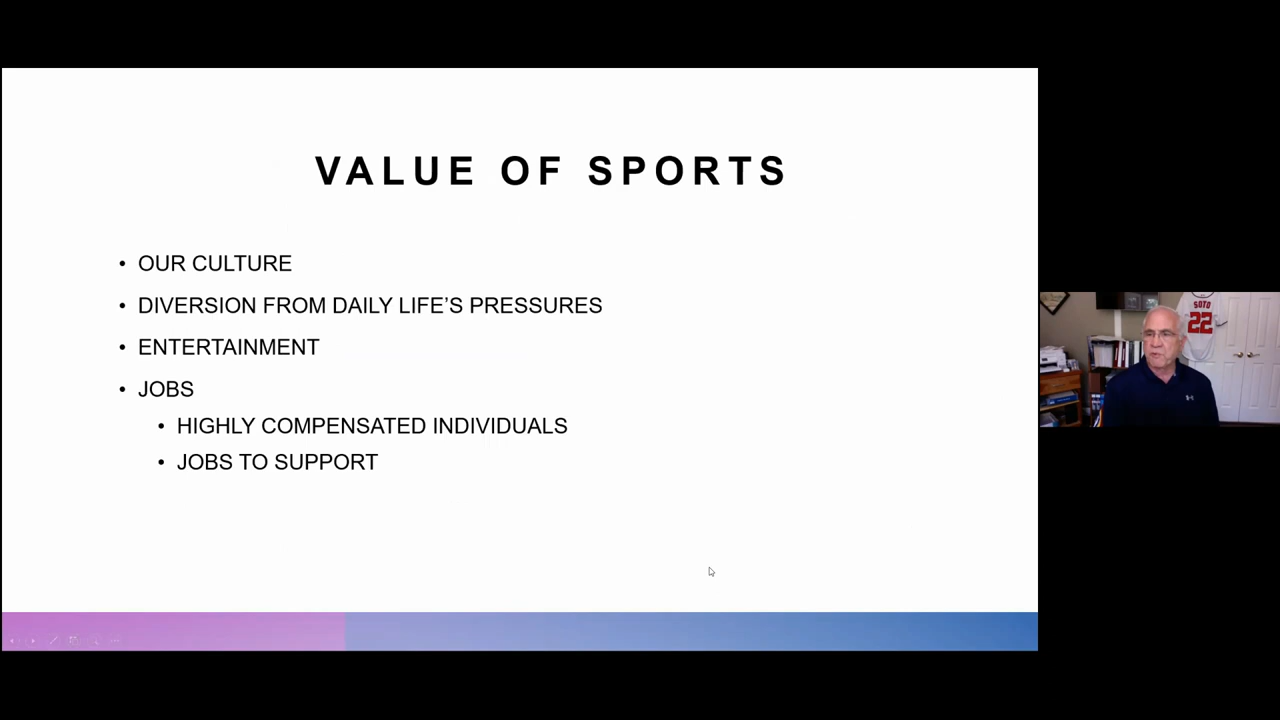 VALUE OF SPORTS
• OUR CULTURE
• DIVERSION FROM DAILY LIFE’S PRESSURES
• ENTERTAINMENT
• JOBS
• HIGHLY COMPENSATED INDIVIDUALS
• JOBS TO SUPPORT
SOTO
22